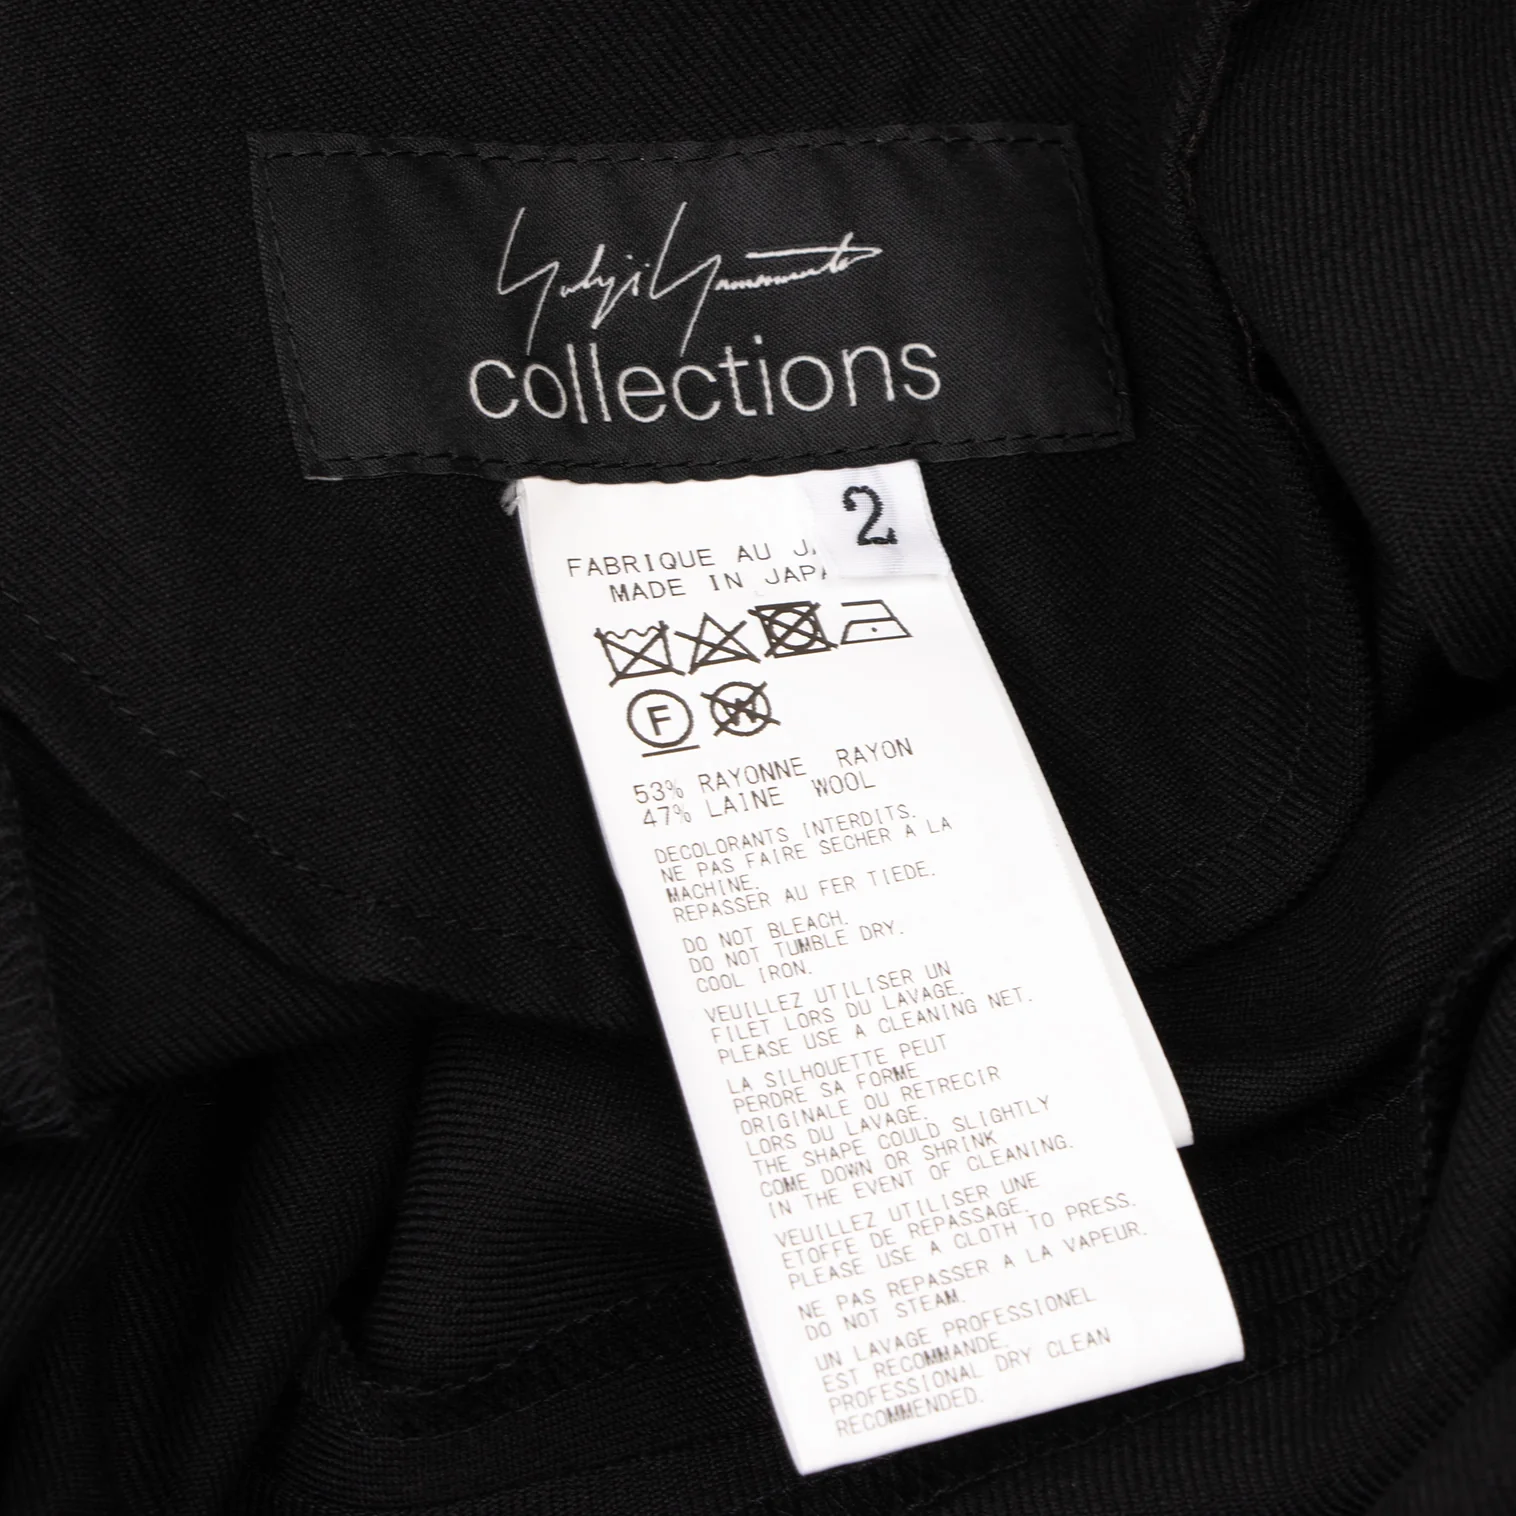 Yohji Yamamoto
collections
2
FABRIQUE AU JA
MADE IN JAPA
F
W
53% RAYONNE RAYON
47% LAINE WOOL
DECOLORANTS INTERDITS.
NE PAS FAIRE SECHER A LA
MACHINE.
REPASSER AU FER TIEDE.
DO NOT BLEACH.
DO NOT TUMBLE DRY.
COOL IRON.
VEUILLEZ UTILISER UN
FILET LORS DU LAVAGE.
PLEASE USE A CLEANING NET.
LA SILHOUETTE PEUT
PERDRE SA FORME
ORIGINALE OU RETRECIR
LORS DU LAVAGE.
THE SHAPE COULD SLIGHTLY
COME DOWN OR SHRINK
IN THE EVENT OF CLEANING.
VEUILLEZ UTILISER UNE
ETOFFE DE REPASSAGE.
PLEASE USE A CLOTH TO PRESS.
NE PAS REPASSER A LA VAPEUR.
DO NOT STEAM.
UN LAVAGE PROFESSIONEL
EST RECOMMANDE.
PROFESSIONAL DRY CLEAN
RECOMMENDED.